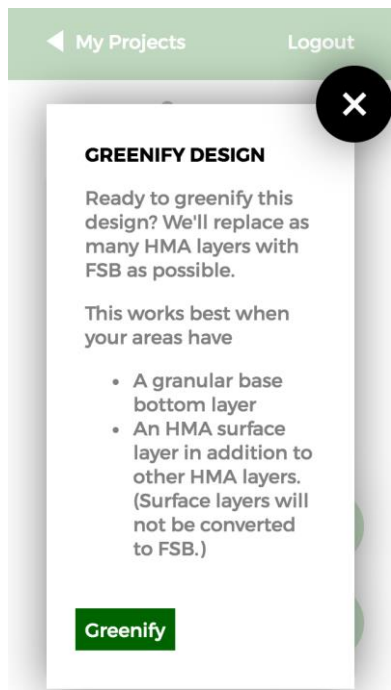 My Projects
Logout
GREENIFY DESIGN
Ready to greenify this
design? We'll replace as
many HMA layers with
FSB as possible.
This works best when
your areas have
• A granular base
bottom layer
• An HMA surface
layer in addition to
other HMA layers.
(Surface layers will
not be converted
to FSB.)
Greenify